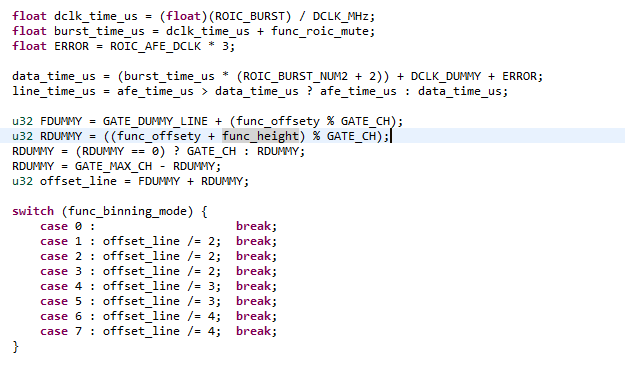 float dclk_time_us = (float)(ROIC_BURST) / DCLK_MHz;
float burst_time_us = dclk_time_us + func_roic_mute;
float ERROR = ROIC_AFE_DCLK * 3;
data_time_us = (burst_time_us * (ROIC_BURST_NUM2 + 2)) + DCLK_DUMMY + ERROR;
line_time_us = afe_time_us > data_time_us ? afe_time_us : data_time_us;
u32 FDUMMY = GATE_DUMMY_LINE + (func_offsety % GATE_CH);
u32 RDUMMY = ((func_offsety + func_height) % GATE_CH);
RDUMMY = (RDUMMY == 0) ? GATE_CH : RDUMMY;
RDUMMY = GATE_MAX_CH - RDUMMY;
u32 offset_line = FDUMMY + RDUMMY;
switch (func_binning_mode) {
case 0 : break;
case 1 : offset_line /= 2; break;
case 2 : offset_line /= 2; break;
case 3 : offset_line /= 2; break;
case 4 : offset_line /= 3; break;
case 5 : offset_line /= 3; break;
case 6 : offset_line /= 4; break;
case 7 : offset_line /= 4; break;
}